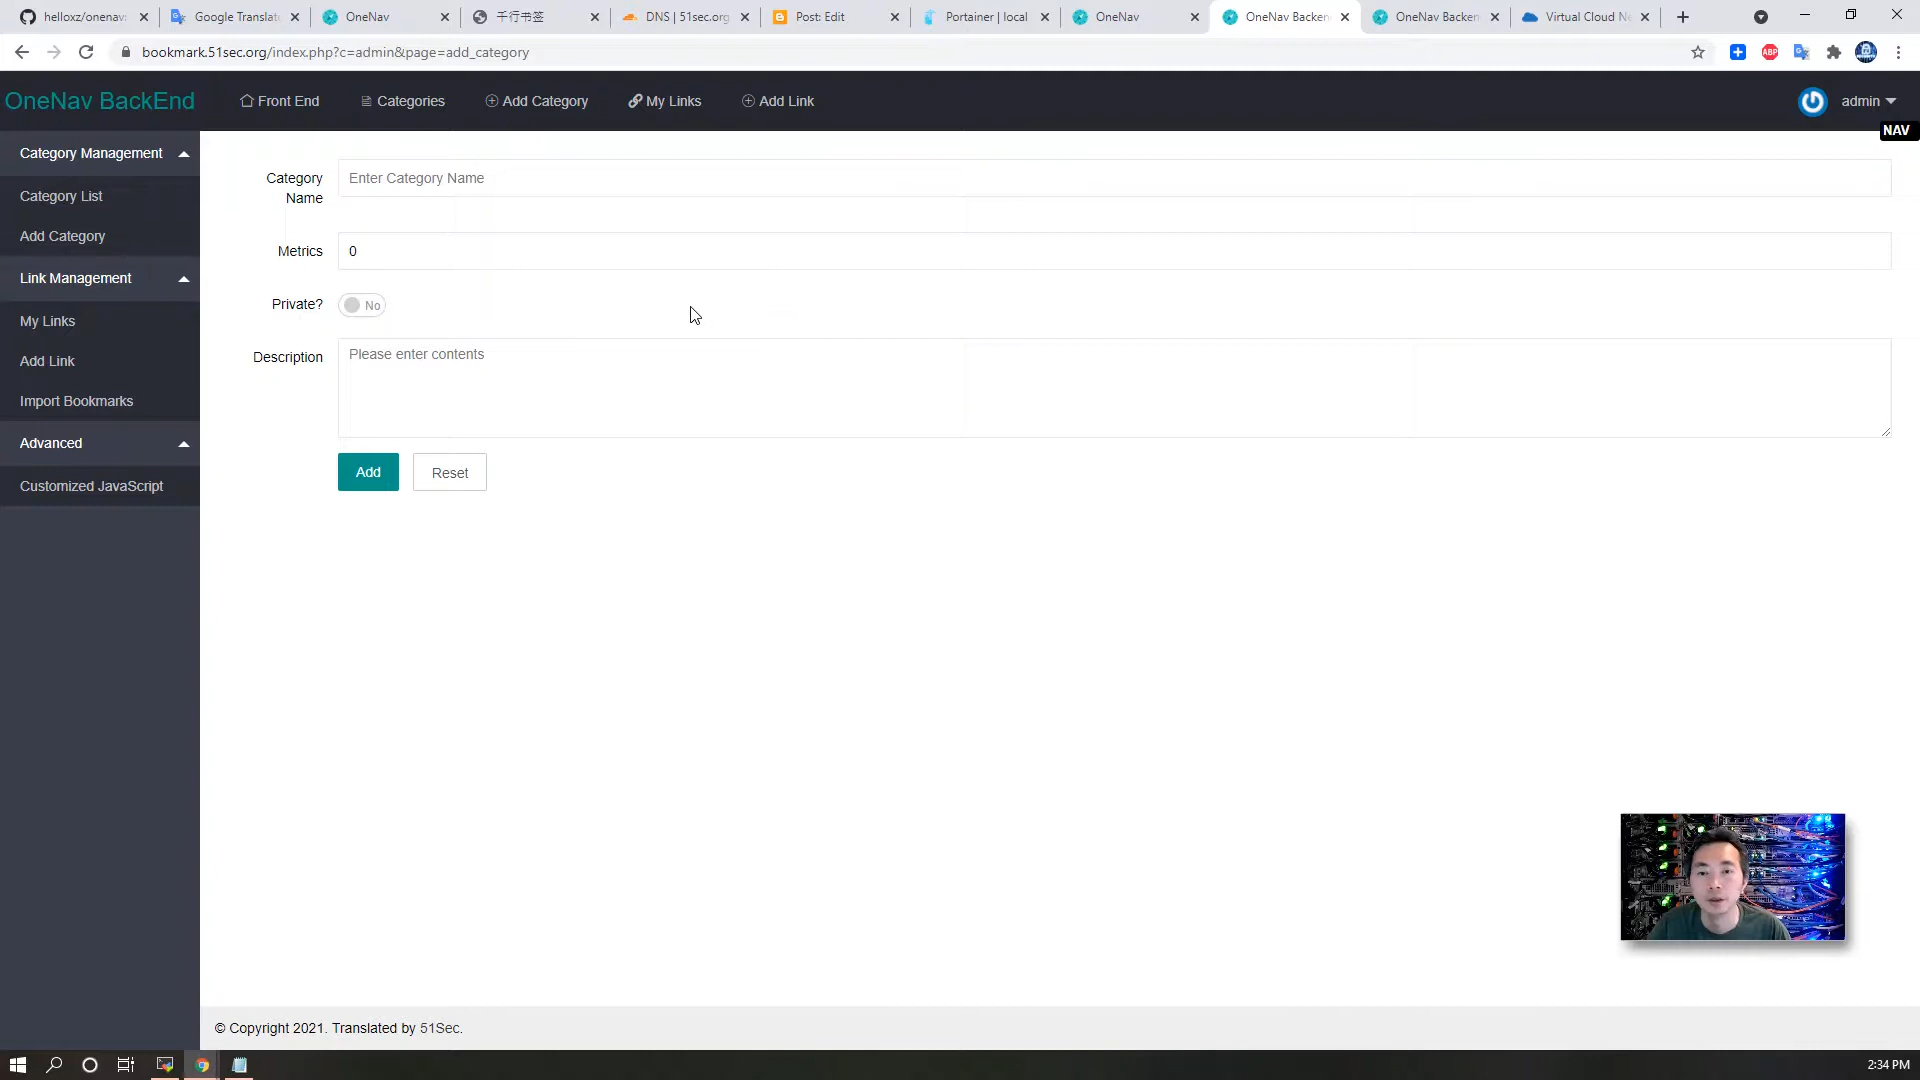 helloxz/onenav:
Google Translat
OneNav
千行书签
DNS | 51sec.org
Post: Edit
Portainer | local
OneNav
OneNav Backen
OneNav Backen
Virtual Cloud Ne
bookmark.51sec.org/index.php?c=admin&page=add_category
ABP
OneNav BackEnd
Front End
Categories
Add Category
My Links
Add Link
admin
NAV
Category Management
Category List
Add Category
Link Management
My Links
Add Link
Import Bookmarks
Advanced
Customized JavaScript
Category
Name
Enter Category Name
Metrics
0
Private?
No
Description
Please enter contents
Add
Reset
© Copyright 2021. Translated by 51Sec.
2:34 PM